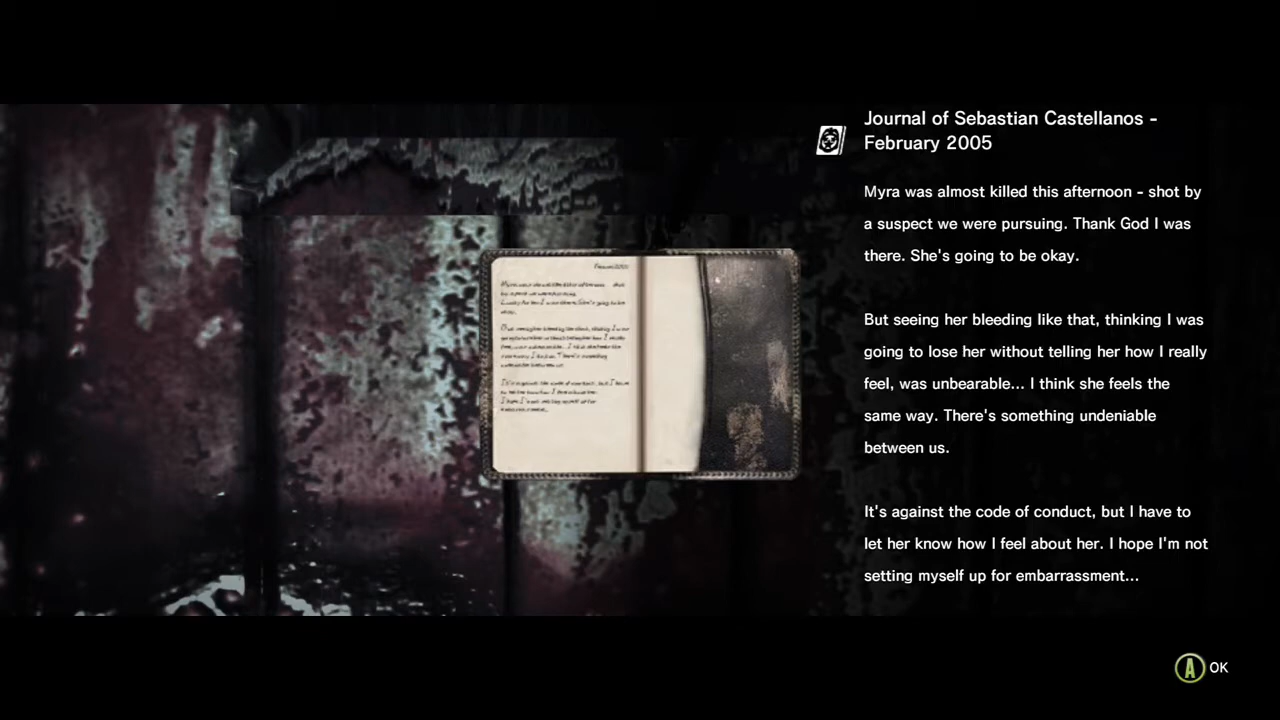 Journal of Sebastian Castellanos -
February 2005
Myra was almost killed this afternoon - shot by
a suspect we were pursuing. Thank God I was
there. She's going to be okay.
But seeing her bleeding like that, thinking I was
going to lose her without telling her how I really
feel, was unbearable... I think she feels the
same way. There's something undeniable
between us.
It's against the code of conduct, but I have to
let her know how I feel about her. I hope I'm not
setting myself up for embarrassment...
A OK